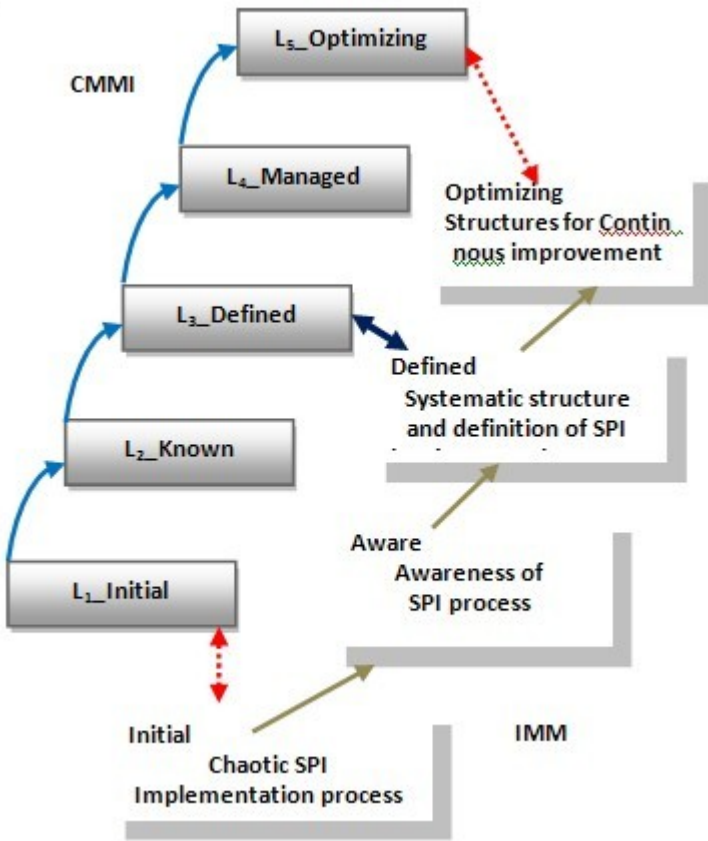 L₅_Optimizing
CMMI
L₄_Managed
Optimizing
Structures for Contin
nous improvement
L₃_Defined
Defined
Systematic structure
and definition of SPI
L₂_Known
Aware
Awareness of
SPI process
L₁_Initial
Initial
IMM
Chaotic SPI
Implementation process